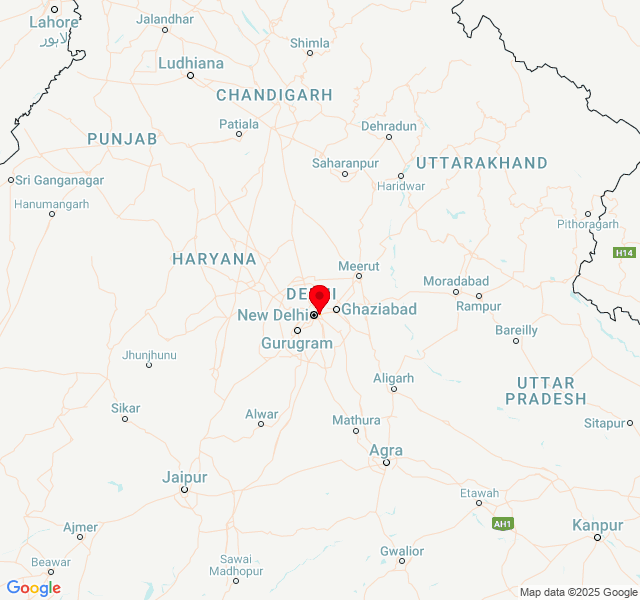 Lahore
لاہور
Jalandhar
Shimla
Ludhiana
CHANDIGARH
Patiala
PUNJAB
Dehradun
Saharanpur
UTTARAKHAND
Sri Ganganagar
Haridwar
Hanumangarh
Pithoragarh
H14
HARYANA
Meerut
Moradabad
Rampur
New Delhi
Ghaziabad
Gurugram
Bareilly
Jhunjhunu
Aligarh
UTTAR
PRADESH
Sikar
Alwar
Mathura
Sitapur
Agra
Jaipur
Etawah
AH1
Kanpur
Ajmer
Gwalior
Beawar
Sawai
Madhopur
Google
Map data ©2025 Google